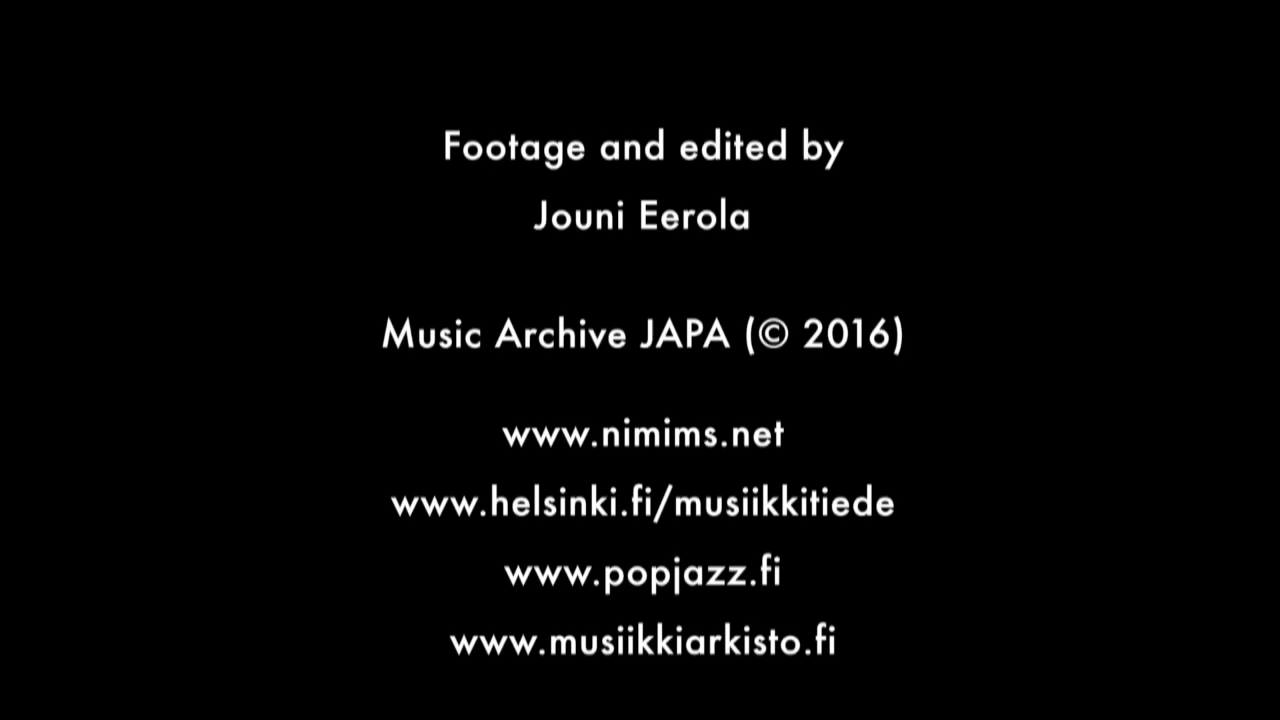 Footage and edited by
Jouni Eerola
Music Archive JAPA (© 2016)
www.nimims.net
www.helsinki.fi/musiikkitiede
www.popjazz.fi
www.musiikkiarkisto.fi